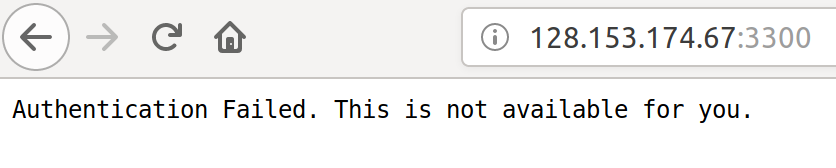 128.153.174.67:3300
Authentication Failed. This is not available for you.